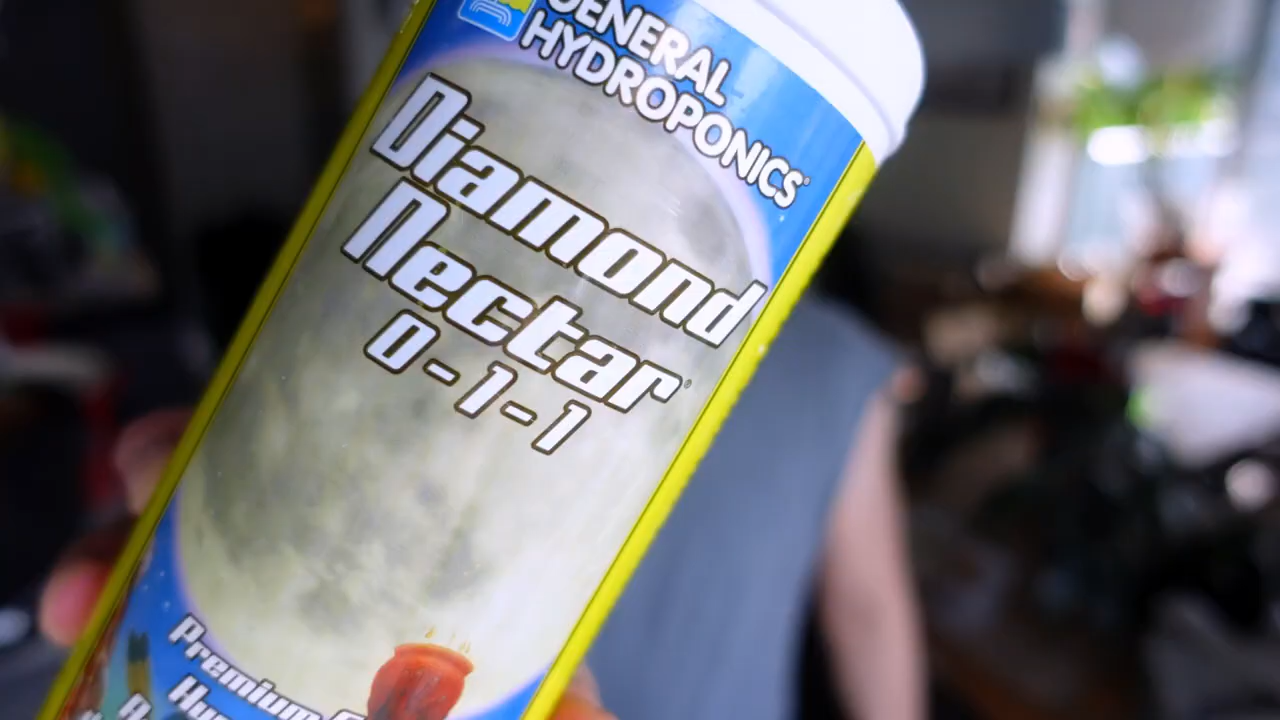 GENERAL
HYDROPONICS®
Diamond
Nectar®
0-1-1
Premium